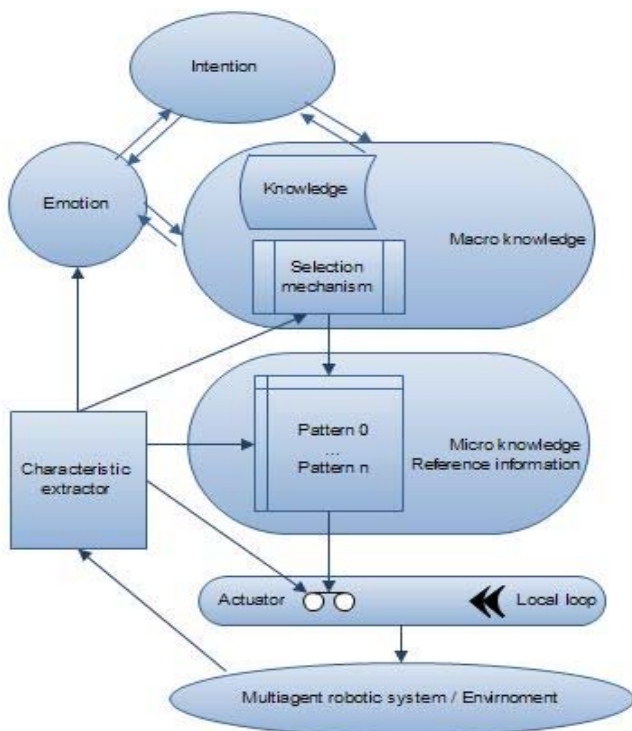 Intention
Emotion
Knowledge
Macro knowledge
Selection
mechanism
Pattern 0
...
Pattern n
Micro knowledge
Reference information
Characteristic
extractor
Actuator
Local loop
Multiagent robotic system / Envirnoment